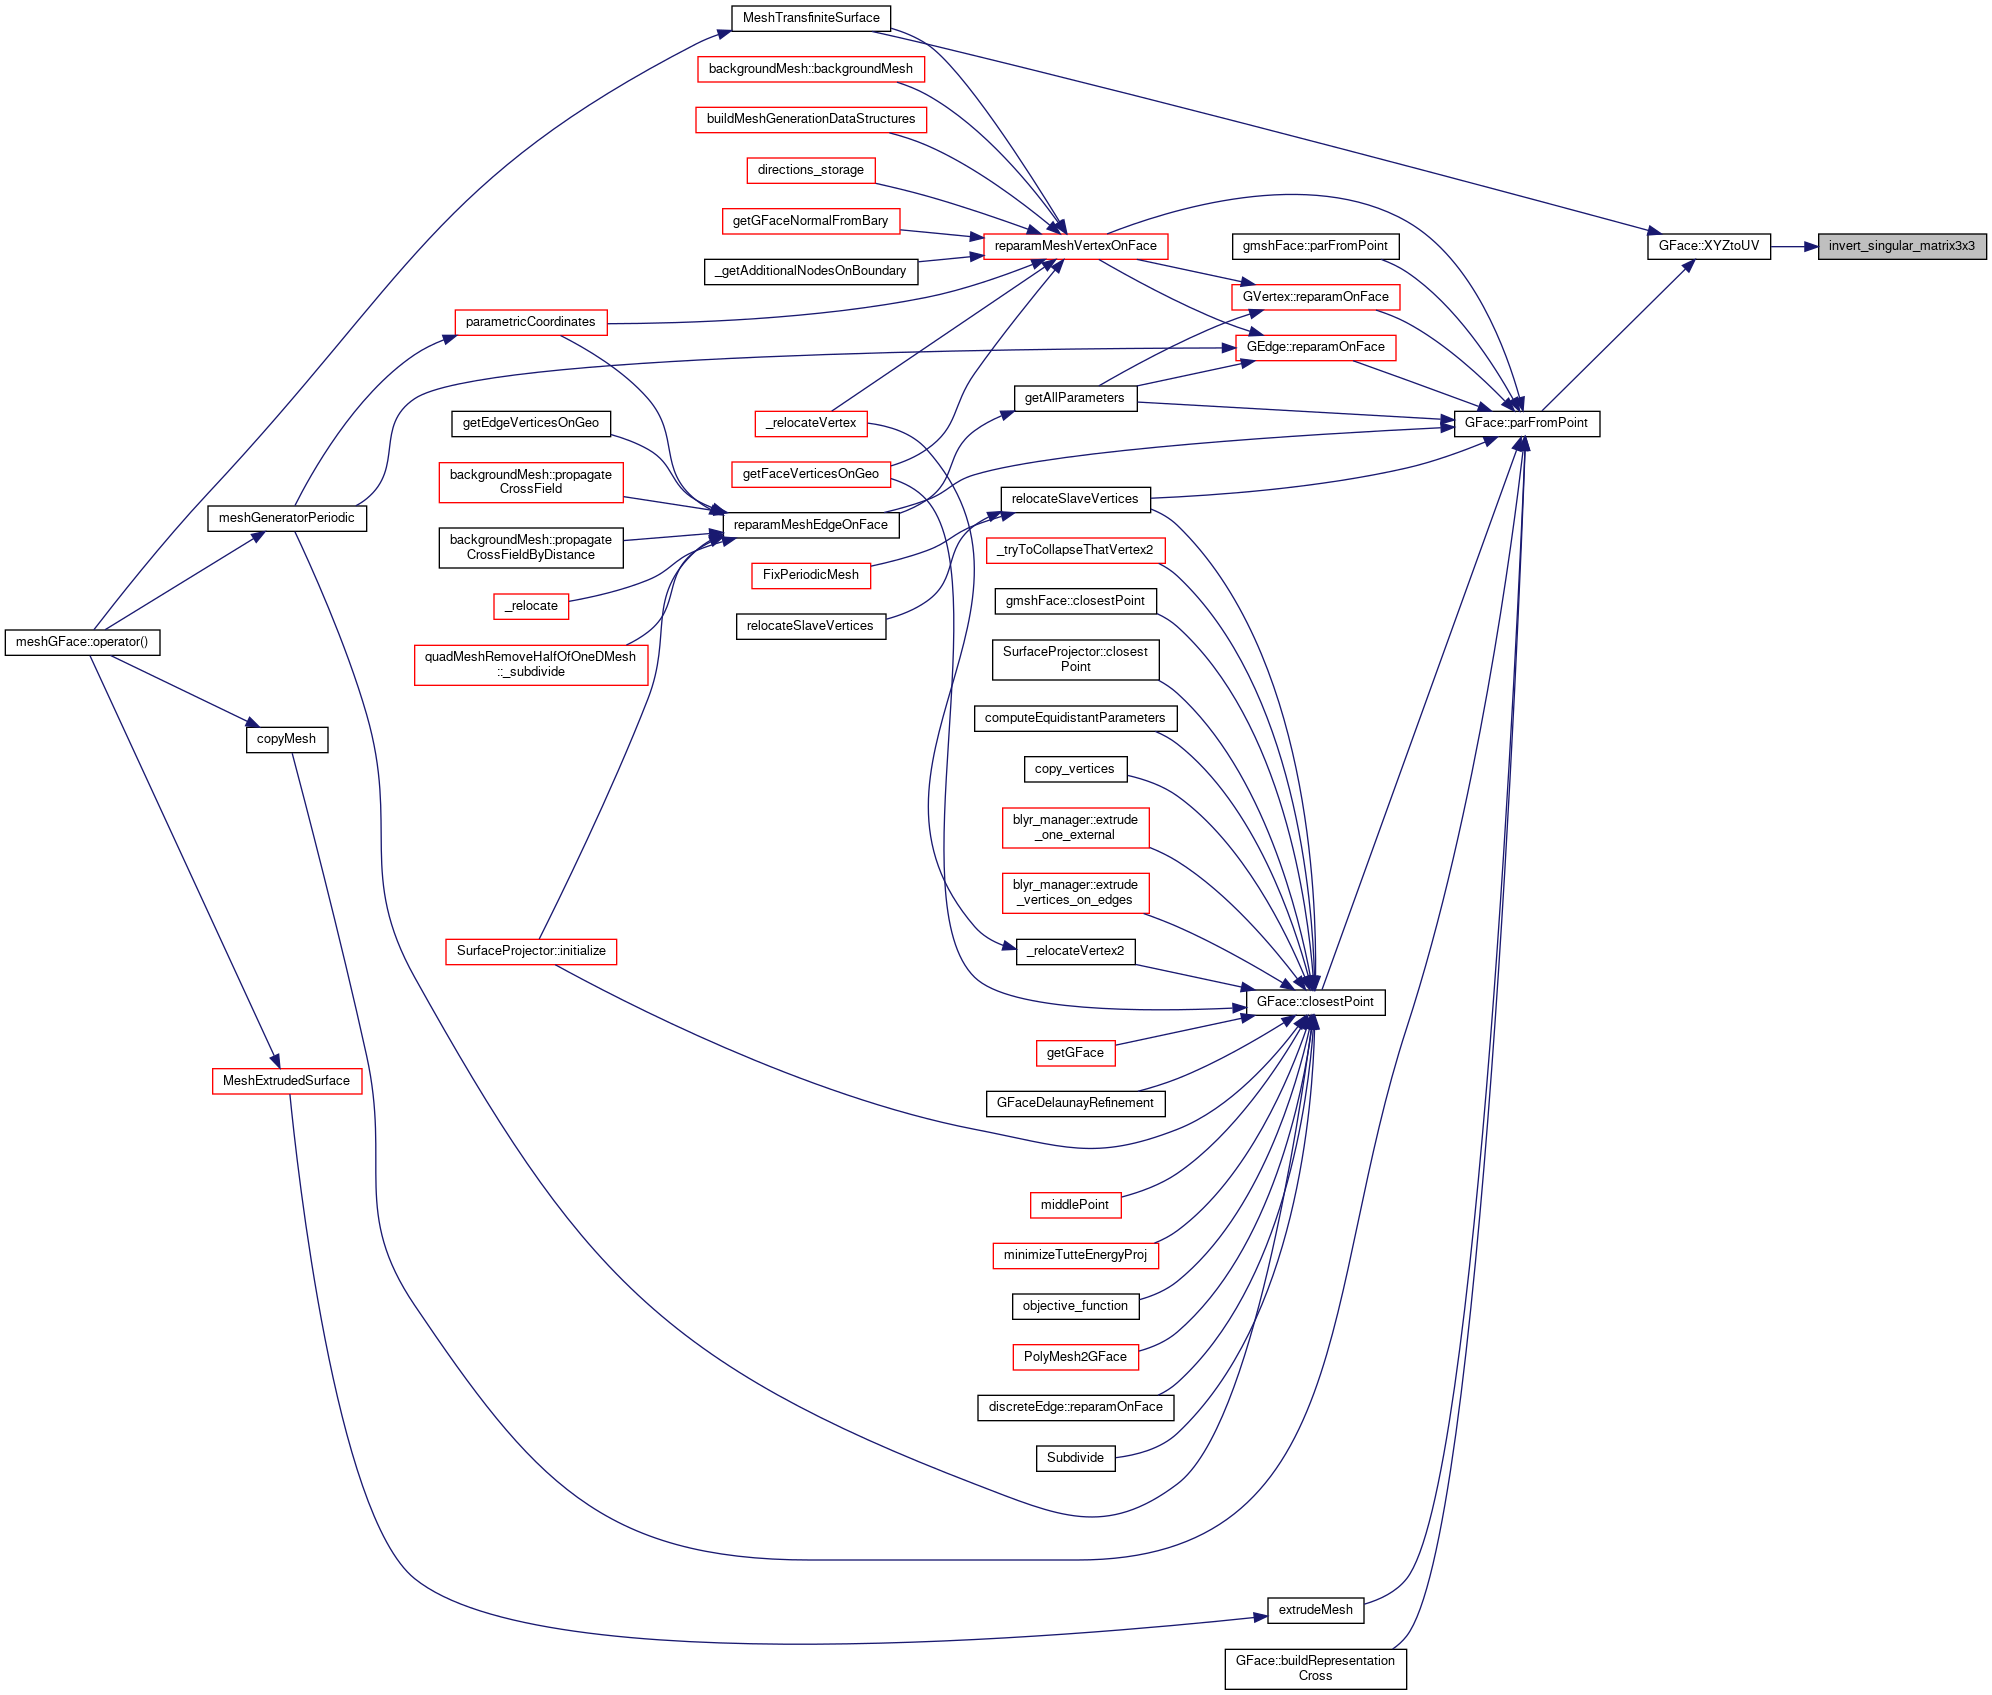 MeshTransfiniteSurface
backgroundMesh::backgroundMesh
buildMeshGenerationDataStructures
directions_storage
getGFaceNormalFromBary
reparamMeshVertexOnFace
gmshFace::parFromPoint
GFace::XYZtoUV
invert_singular_matrix3x3
_getAdditionalNodesOnBoundary
GVertex::reparamOnFace
parametricCoordinates
GEdge::reparamOnFace
getAllParameters
getEdgeVerticesOnGeo
_relocateVertex
GFace::parFromPoint
backgroundMesh::propagate
CrossField
getFaceVerticesOnGeo
relocateSlaveVertices
meshGeneratorPeriodic
reparamMeshEdgeOnFace
backgroundMesh::propagate
CrossFieldByDistance
_tryToCollapseThatVertex2
FixPeriodicMesh
_relocate
gmshFace::closestPoint
relocateSlaveVertices
meshGFace::operator()
quadMeshRemoveHalfOfOneDMesh
::_subdivide
SurfaceProjector::closest
Point
computeEquidistantParameters
copyMesh
copy_vertices
blyr_manager::extrude
_one_external
blyr_manager::extrude
_vertices_on_edges
SurfaceProjector::initialize
_relocateVertex2
GFace::closestPoint
getGFace
MeshExtrudedSurface
GFaceDelaunayRefinement
middlePoint
minimizeTutteEnergyProj
objective_function
PolyMesh2GFace
discreteEdge::reparamOnFace
Subdivide
extrudeMesh
GFace::buildRepresentation
Cross